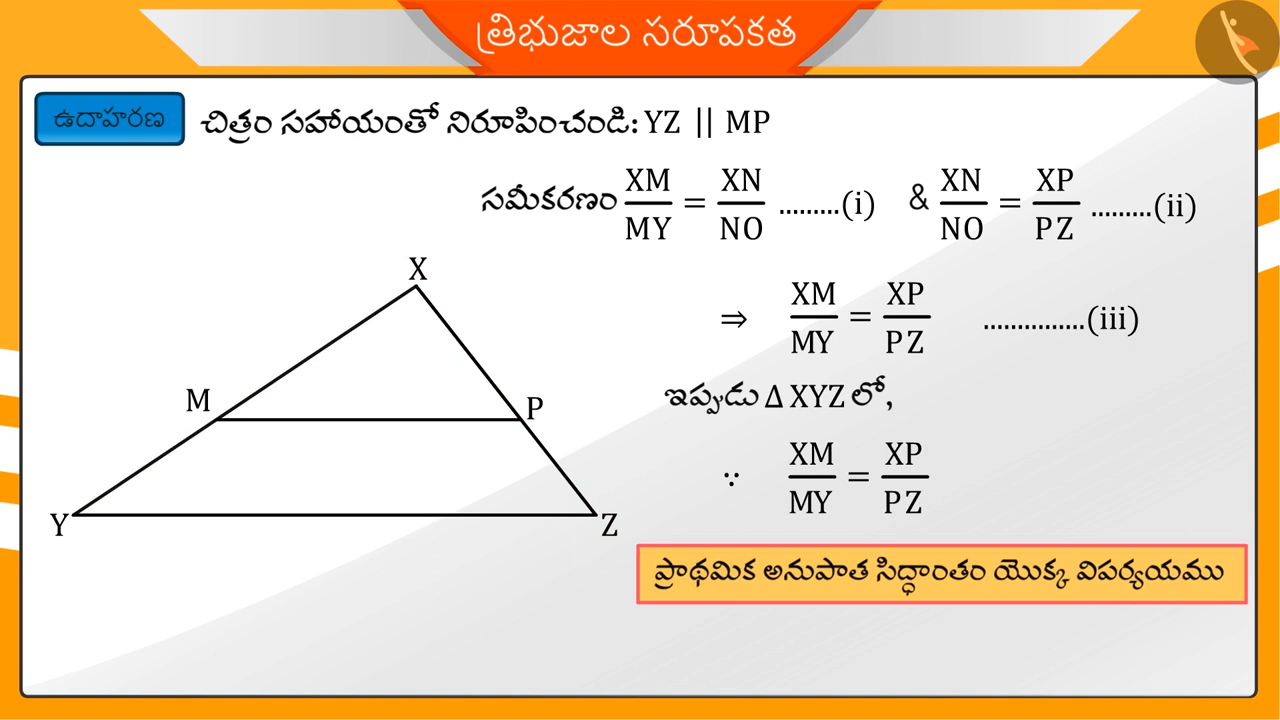 త్రిభుజాల సరూపకత
ఉదాహరణ
చిత్రం సహాయంతో నిరూపించండి: YZ || MP
సమీకరణం XM/MY = XN/NO .........(i) & XN/NO = XP/PZ .........(ii)
⇒ XM/MY = XP/PZ ...............(iii)
ఇప్పుడు Δ XYZ లో,
∵ XM/MY = XP/PZ
ప్రాథమిక అనుపాత సిద్ధాంతం యొక్క విపర్యయము
X
M
P
Y
Z